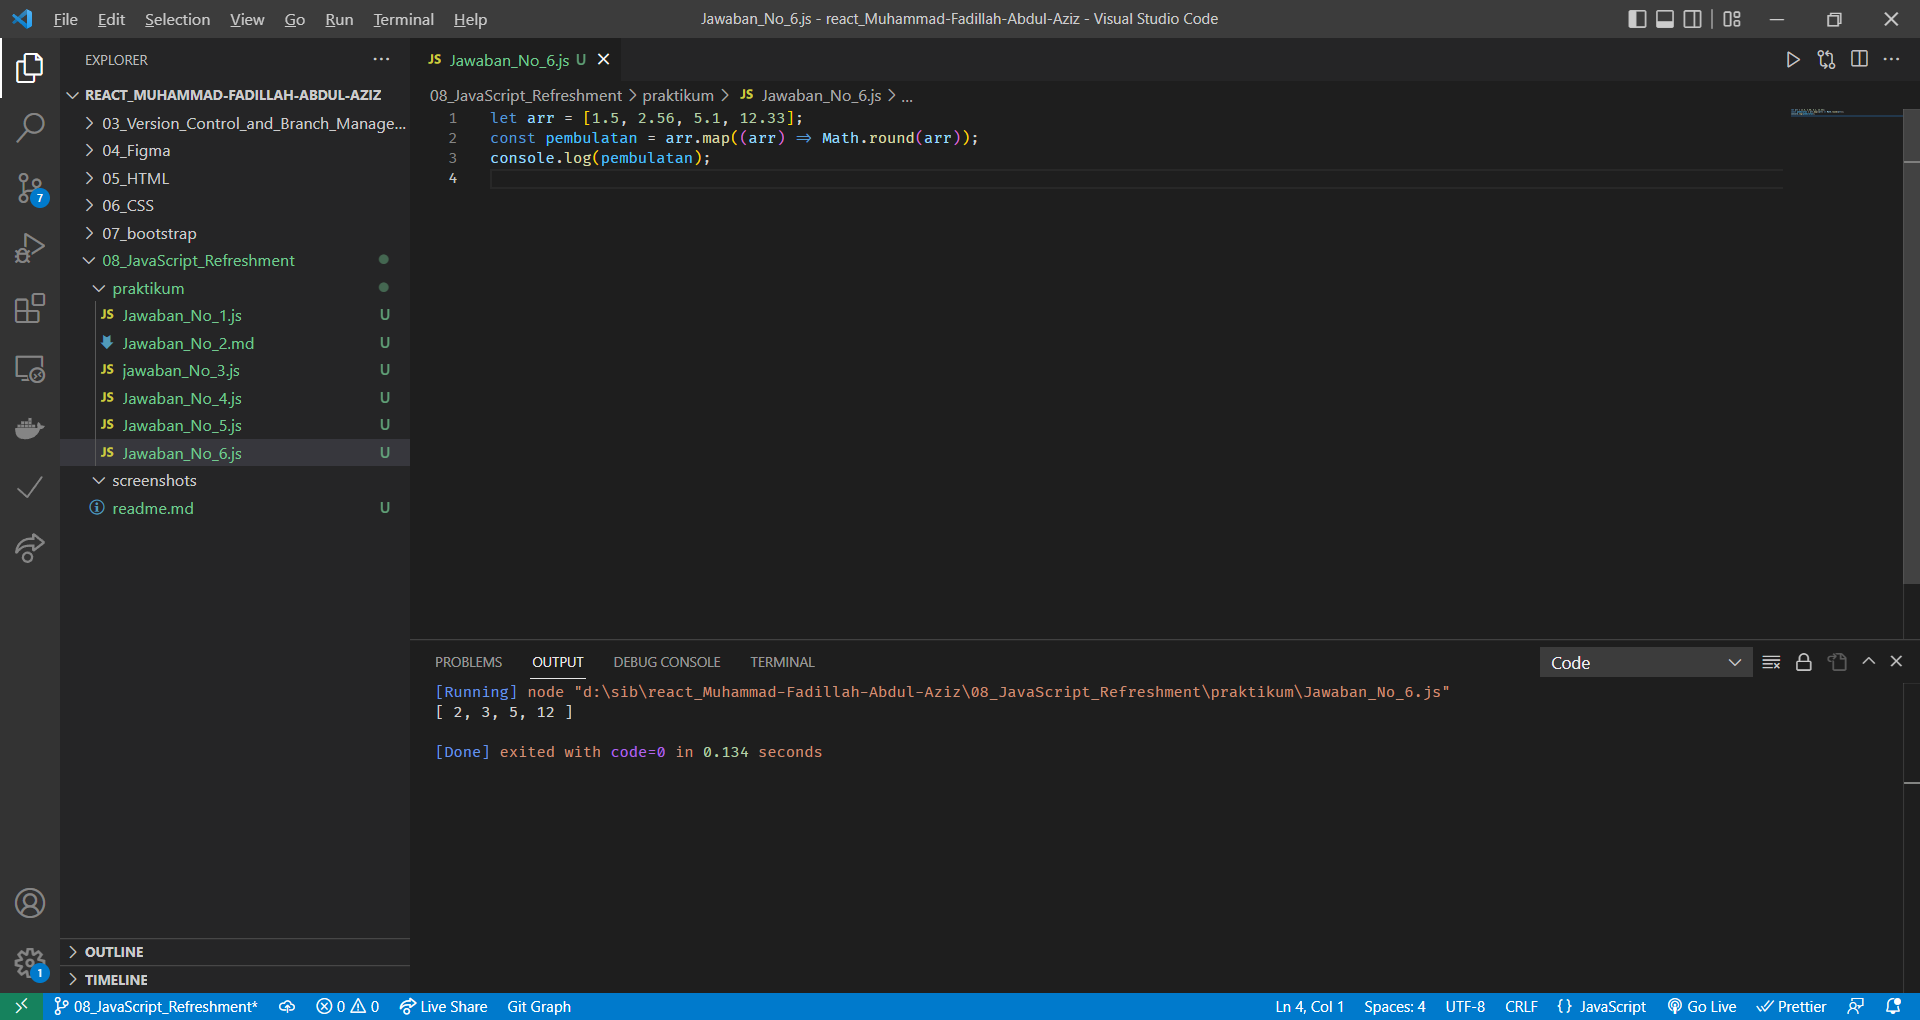 File Edit Selection View Go Run Terminal Help
Jawaban_No_6.js - react_Muhammad-Fadillah-Abdul-Aziz - Visual Studio Code
EXPLORER
REACT_MUHAMMAD-FADILLAH-ABDUL-AZIZ
03_Version_Control_and_Branch_Manage...
04_Figma
05_HTML
06_CSS
07_bootstrap
08_JavaScript_Refreshment
praktikum
JS Jawaban_No_1.js U
Jawaban_No_2.md U
JS jawaban_No_3.js U
JS Jawaban_No_4.js U
JS Jawaban_No_5.js U
JS Jawaban_No_6.js U
screenshots
readme.md U
OUTLINE
TIMELINE
7
1
JS Jawaban_No_6.js U
08_JavaScript_Refreshment > praktikum > JS Jawaban_No_6.js > ...
1 let arr = [1.5, 2.56, 5.1, 12.33];
2 const pembulatan = arr.map((arr) => Math.round(arr));
3 console.log(pembulatan);
4
PROBLEMS OUTPUT DEBUG CONSOLE TERMINAL
Code
[Running] node "d:\sib\react_Muhammad-Fadillah-Abdul-Aziz\08_JavaScript_Refreshment\praktikum\Jawaban_No_6.js"
[ 2, 3, 5, 12 ]
[Done] exited with code=0 in 0.134 seconds
08_JavaScript_Refreshment* 0 0 Live Share Git Graph
Ln 4, Col 1 Spaces: 4 UTF-8 CRLF {} JavaScript Go Live Prettier